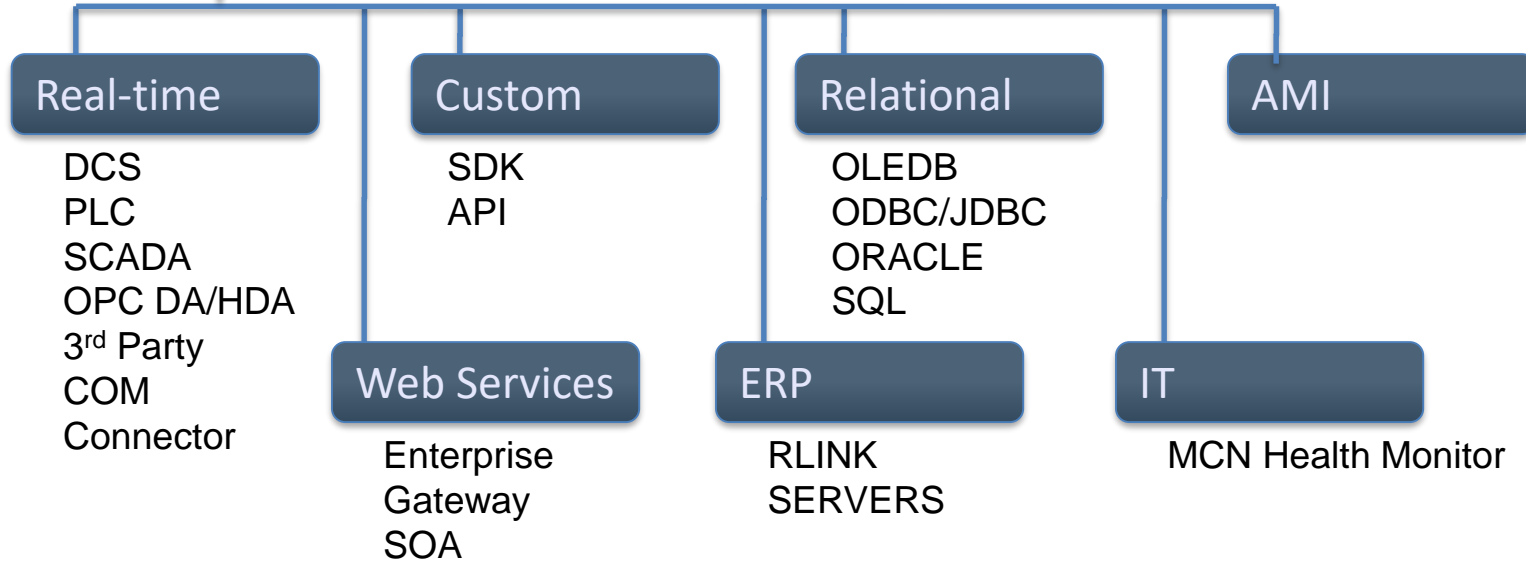 Real-time
DCS
PLC
SCADA
OPC DA/HDA
3rd Party
COM
Connector
Custom
SDK
API
Relational
OLEDB
ODBC/JDBC
ORACLE
SQL
AMI
Web Services
Enterprise
Gateway
SOA
ERP
RLINK
SERVERS
IT
MCN Health Monitor